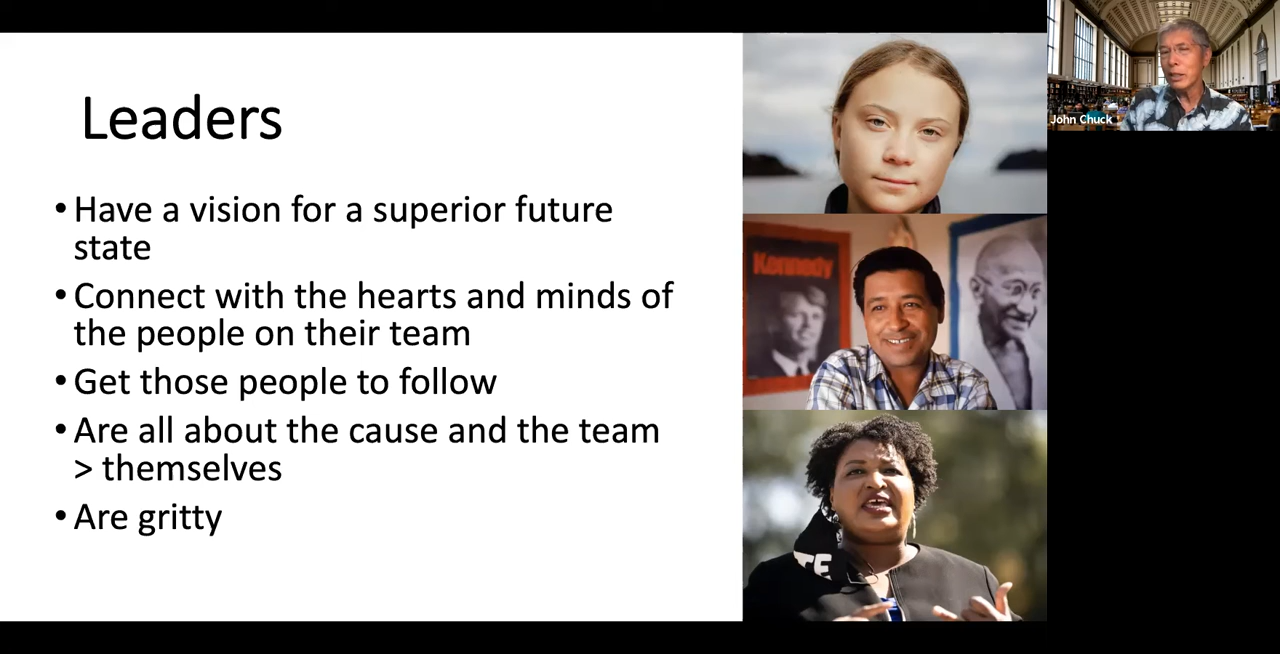 Leaders
• Have a vision for a superior future
state
• Connect with the hearts and minds of
the people on their team
• Get those people to follow
• Are all about the cause and the team
> themselves
• Are gritty
Kennedy
TE
John Chuck